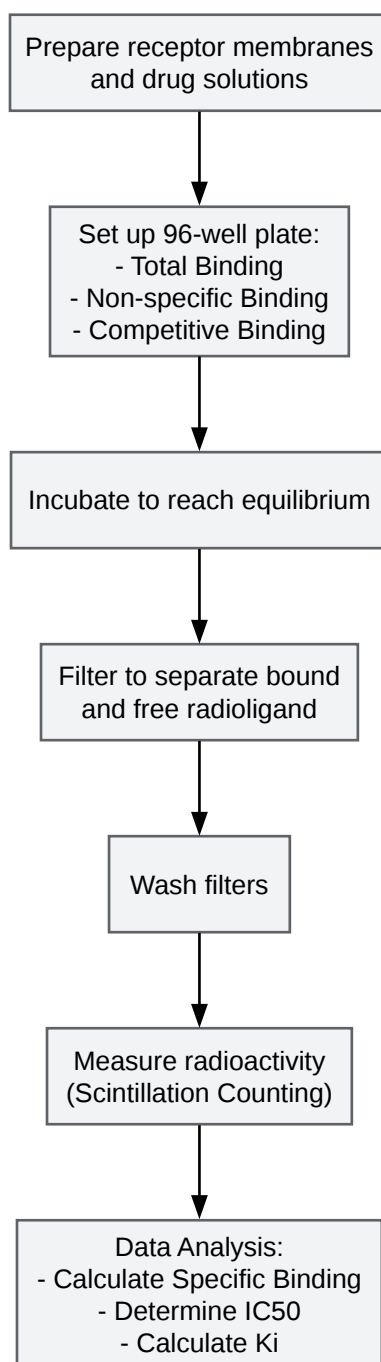 Prepare receptor membranes
and drug solutions
Set up 96-well plate:
- Total Binding
- Non-specific Binding
- Competitive Binding
Incubate to reach equilibrium
Filter to separate bound
and free radioligand
Wash filters
Measure radioactivity
(Scintillation Counting)
Data Analysis:
- Calculate Specific Binding
- Determine IC50
- Calculate Ki